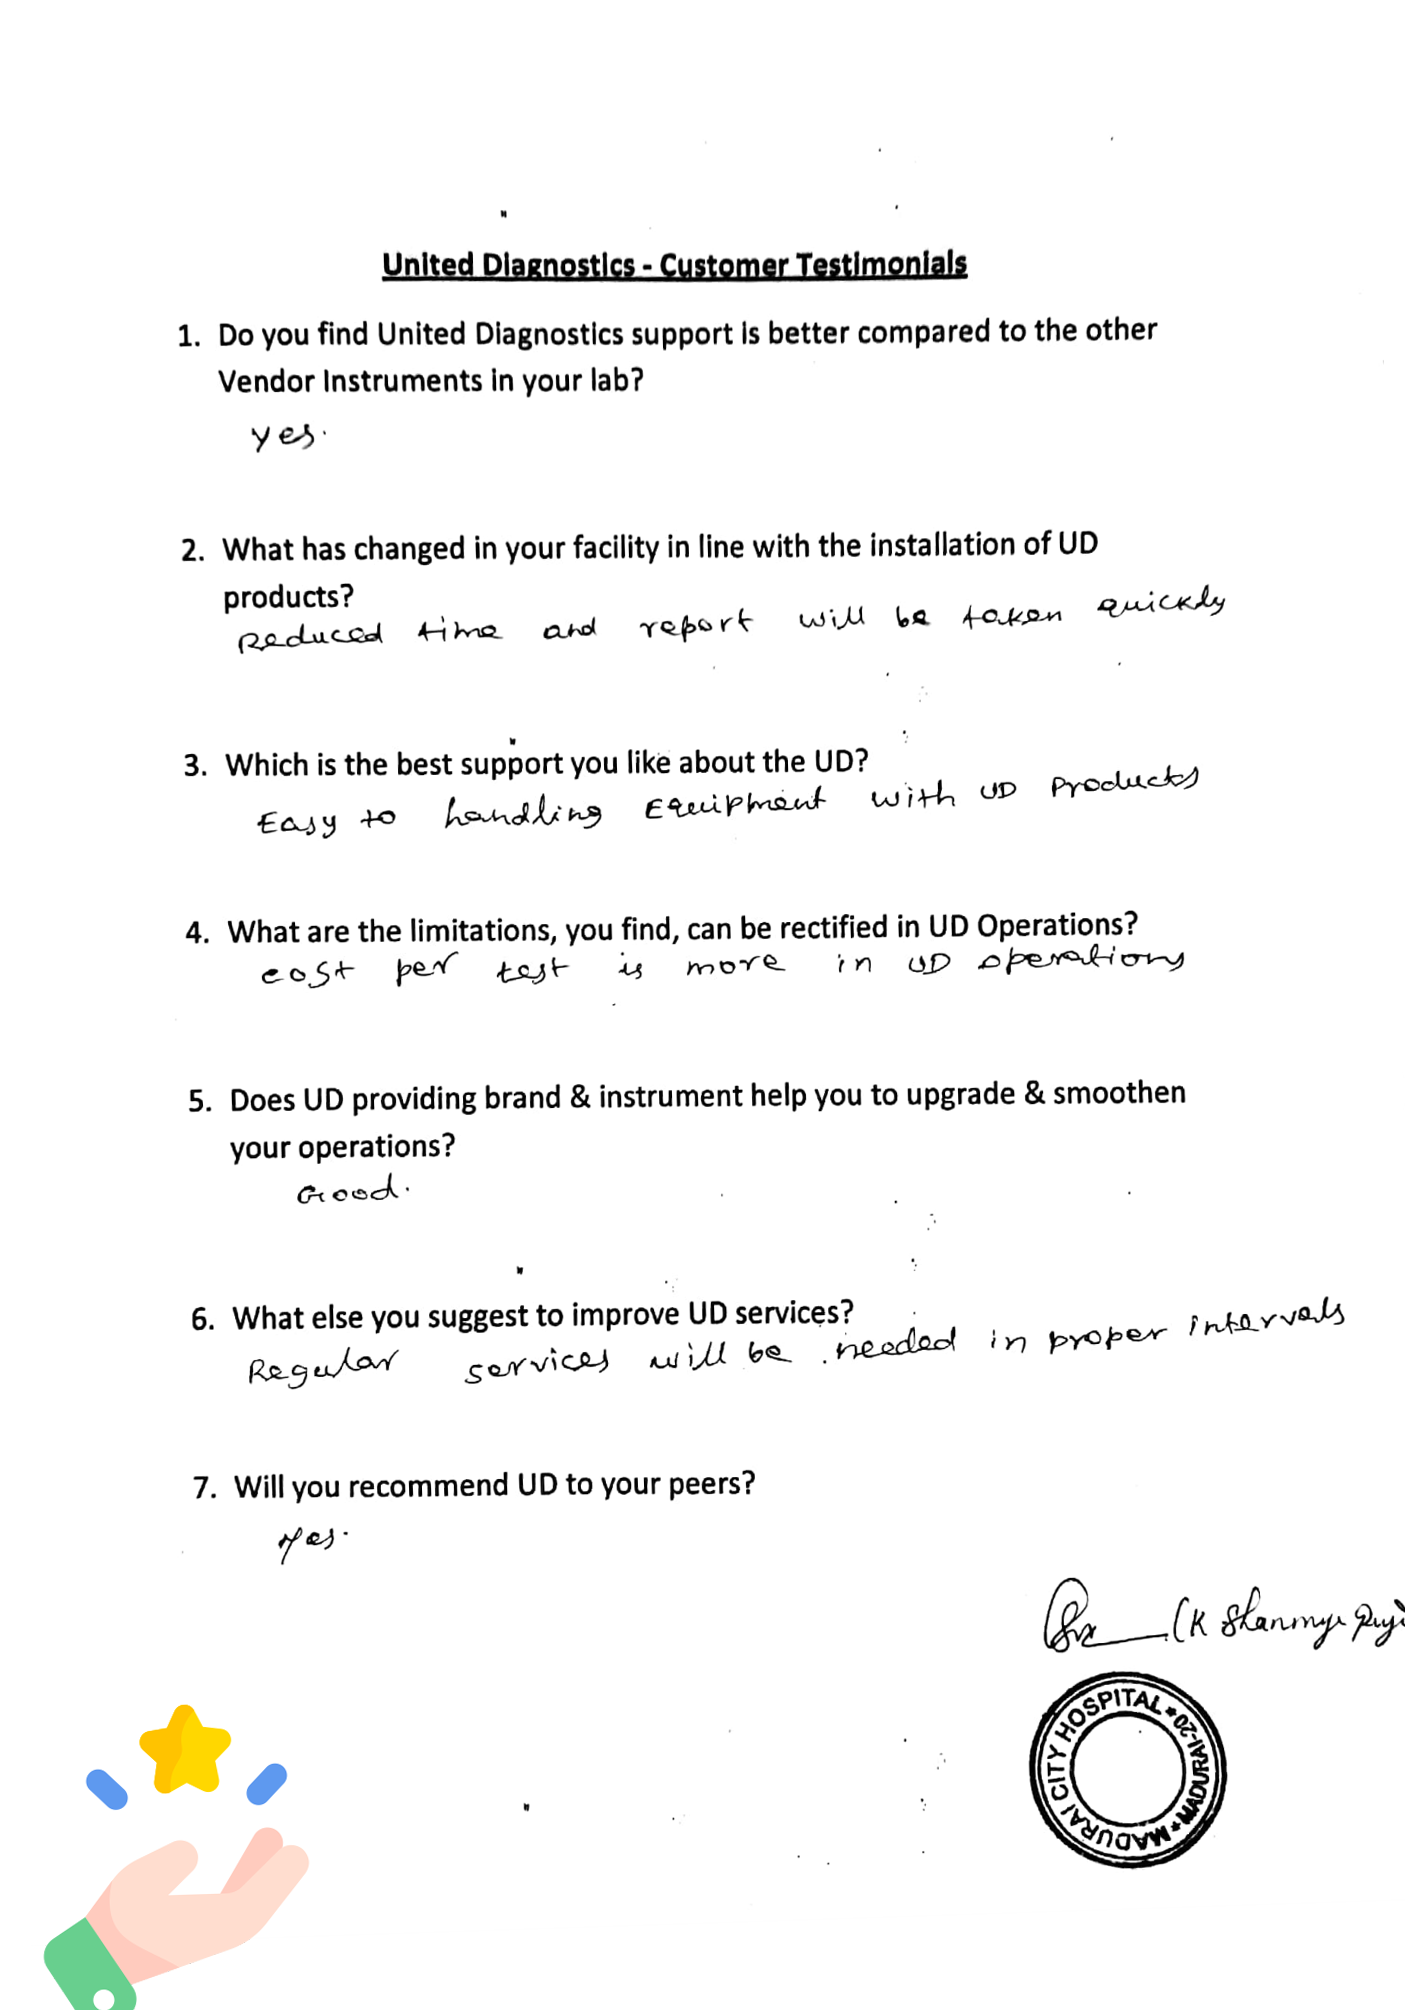 United Diagnostics - Customer Testimonials
1. Do you find United Diagnostics support is better compared to the other
Vendor Instruments in your lab?
yes.
2. What has changed in your facility in line with the installation of UD
products?
Reduced time and report will be taken quickly
3. Which is the best support you like about the UD?
Easy to handling Equipment with UD Products
4. What are the limitations, you find, can be rectified in UD Operations?
cost per test is more in UD operations
5. Does UD providing brand & instrument help you to upgrade & smoothen
your operations?
Good.
6. What else you suggest to improve UD services?
Regular services will be needed in proper intervals
7. Will you recommend UD to your peers?
Yes.
(K
MADURAI CITY HOSPITAL * MADURAI-20 *